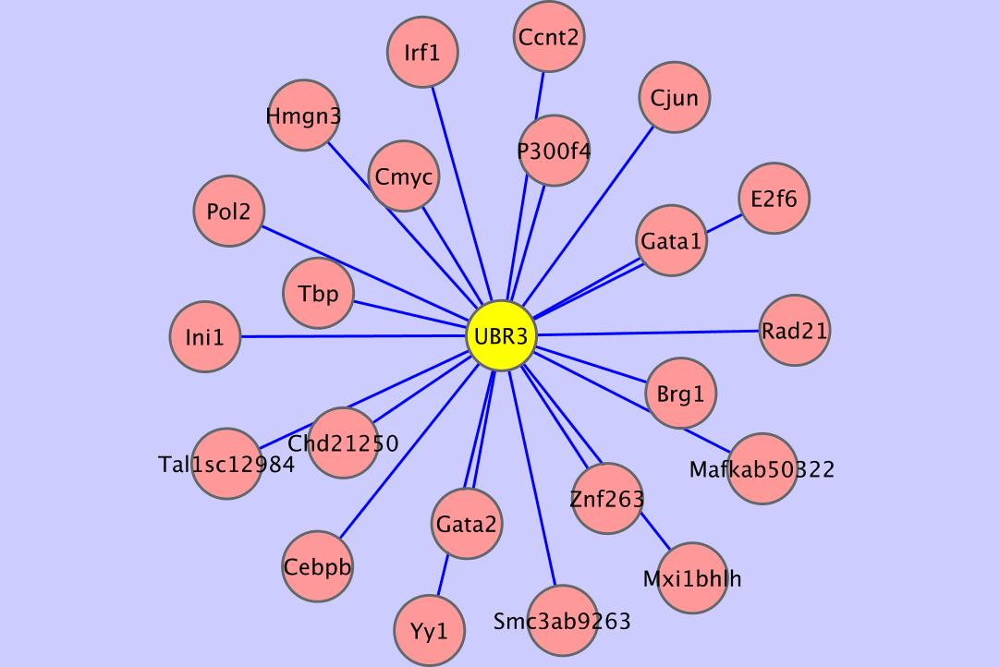 Ccnt2
Irf1
Cjun
Hmgn3
P300f4
Cmyc
E2f6
Pol2
Gata1
Tbp
Rad21
UBR3
Ini1
Brg1
Chd21250
Tal1sc12984
Mafkab50322
Znf263
Gata2
Cebpb
Mxi1bhlh
Smc3ab9263
Yy1